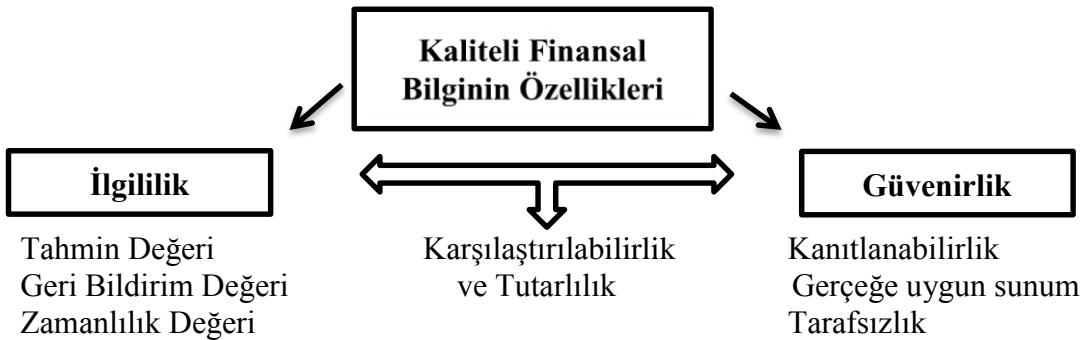 Kaliteli Finansal
Bilginin Özellikleri
İlgililik
Güvenirlik
Tahmin Değeri
Geri Bildirim Değeri
Zamanlılık Değeri
Karşılaştırılabilirlik
ve Tutarlılık
Kanıtlanabilirlik
Gerçeğe uygun sunum
Tarafsızlık